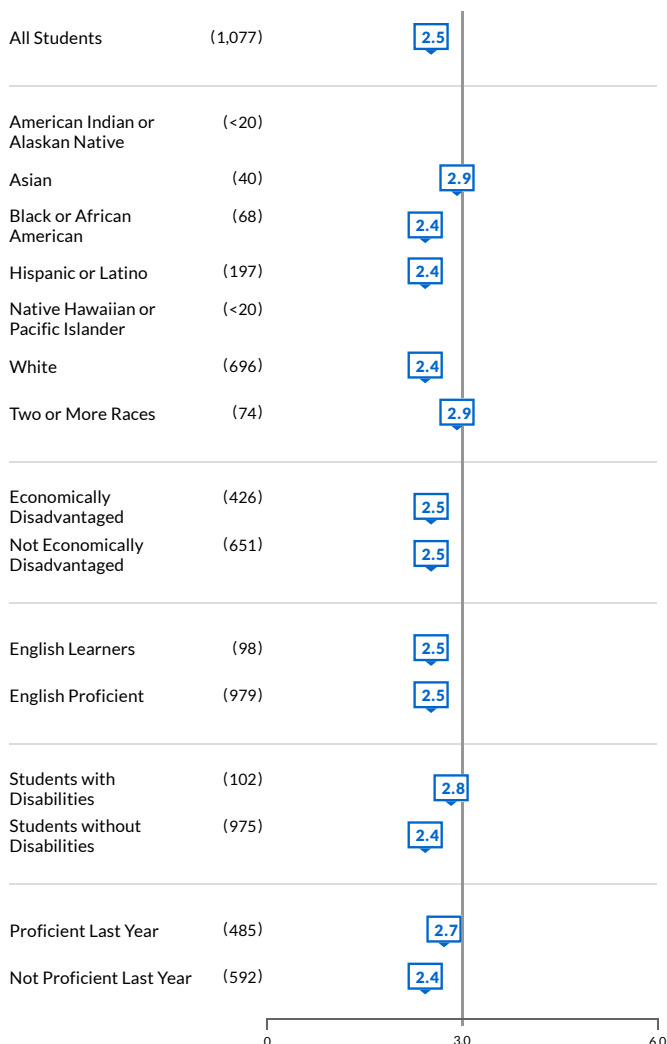 All Students (1,077) 2.5
American Indian or (<20)
Alaskan Native
Asian (40) 2.9
Black or African (68)
American 2.4
Hispanic or Latino (197) 2.4
Native Hawaiian or (<20)
Pacific Islander
White (696) 2.4
Two or More Races (74) 2.9
Economically (426)
Disadvantaged 2.5
Not Economically (651)
Disadvantaged 2.5
English Learners (98) 2.5
English Proficient (979) 2.5
Students with (102)
Disabilities 2.8
Students without (975)
Disabilities 2.4
Proficient Last Year (485) 2.7
Not Proficient Last Year (592) 2.4
0 3.0 6.0